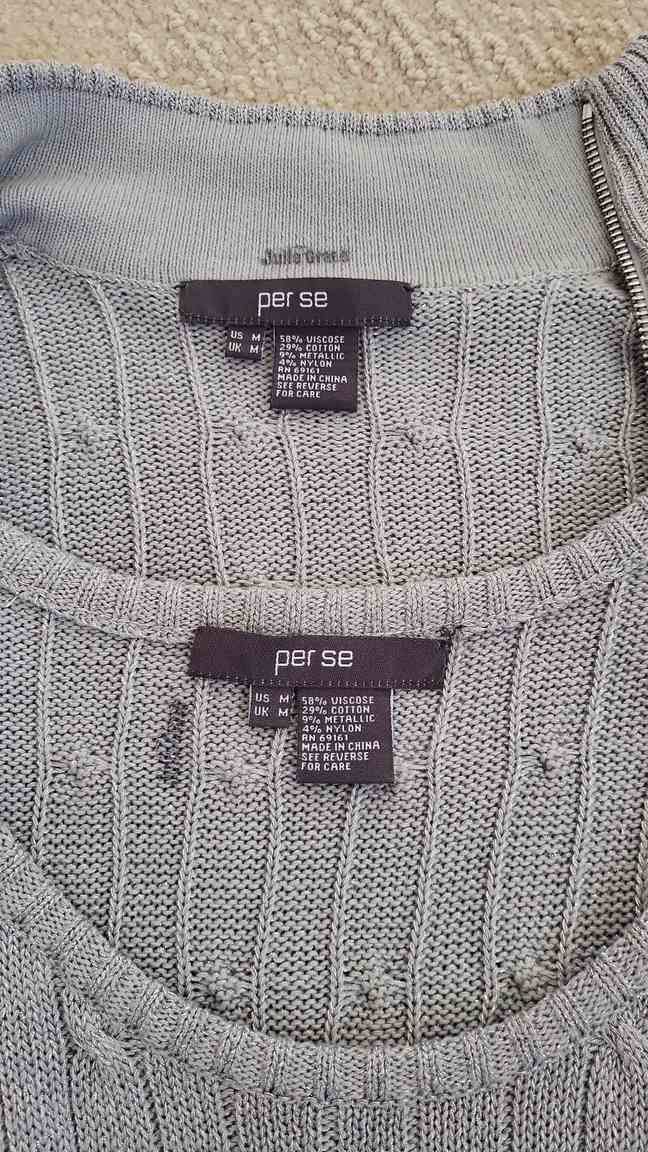 per se
US M
UK M
58% VISCOSE
29% COTTON
9% METALLIC
4% NYLON
RN 69161
MADE IN CHINA
SEE REVERSE
FOR CARE
per se
US M
UK M
58% VISCOSE
29% COTTON
9% METALLIC
4% NYLON
RN 69161
MADE IN CHINA
SEE REVERSE
FOR CARE